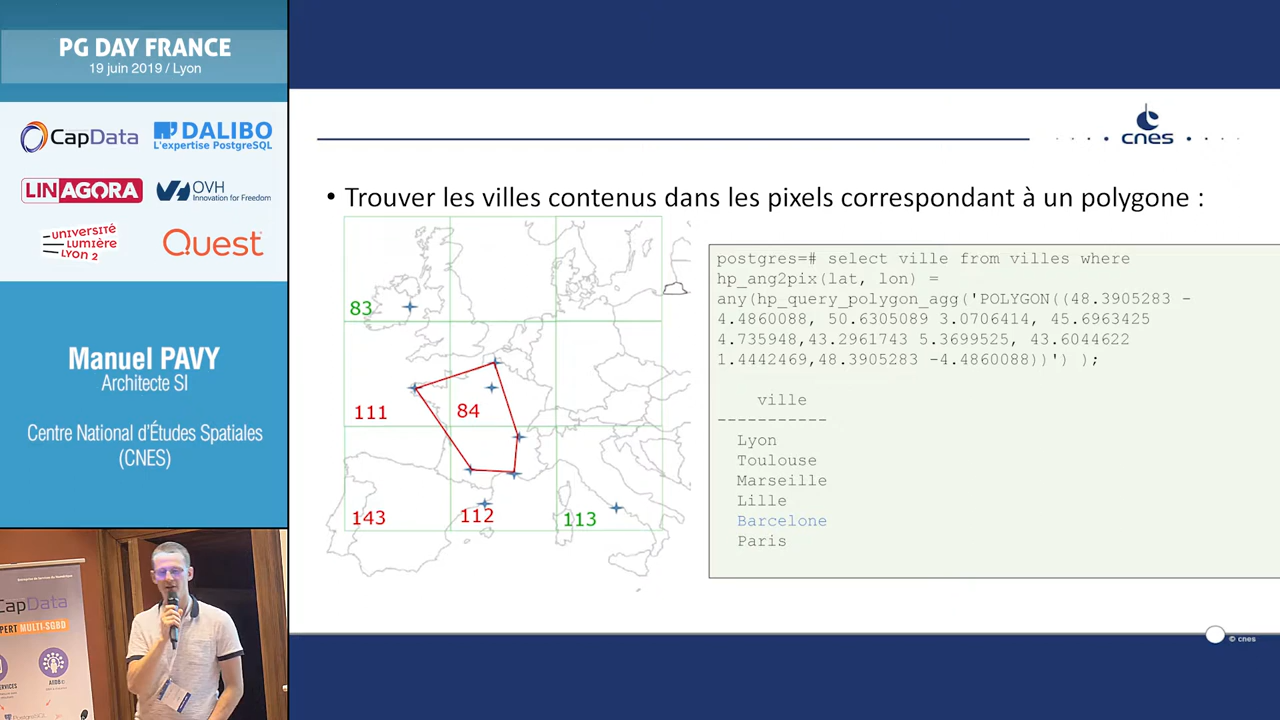 PG DAY FRANCE
19 juin 2019 / Lyon
CapData
DALIBO
L'expertise PostgreSQL
LINAGORA
OVH
Innovation for Freedom
UNIVERSITÉ
LUMIÈRE
LYON 2
Quest
Manuel PAVY
Architecte SI
Centre National d'Études Spatiales
(CNES)
CapData
PERT MULTI-SGBD
cnes
• Trouver les villes contenus dans les pixels correspondant à un polygone :
83
111
84
143
112
113
postgres=# select ville from villes where
hp_ang2pix(lat, lon) =
any(hp_query_polygon_agg('POLYGON((48.3905283 -
4.4860088, 50.6305089 3.0706414, 45.6963425
4.735948,43.2961743 5.3699525, 43.6044622
1.4442469,48.3905283 -4.4860088))') );
ville
-----------
Lyon
Toulouse
Marseille
Lille
Barcelone
Paris
© cnes